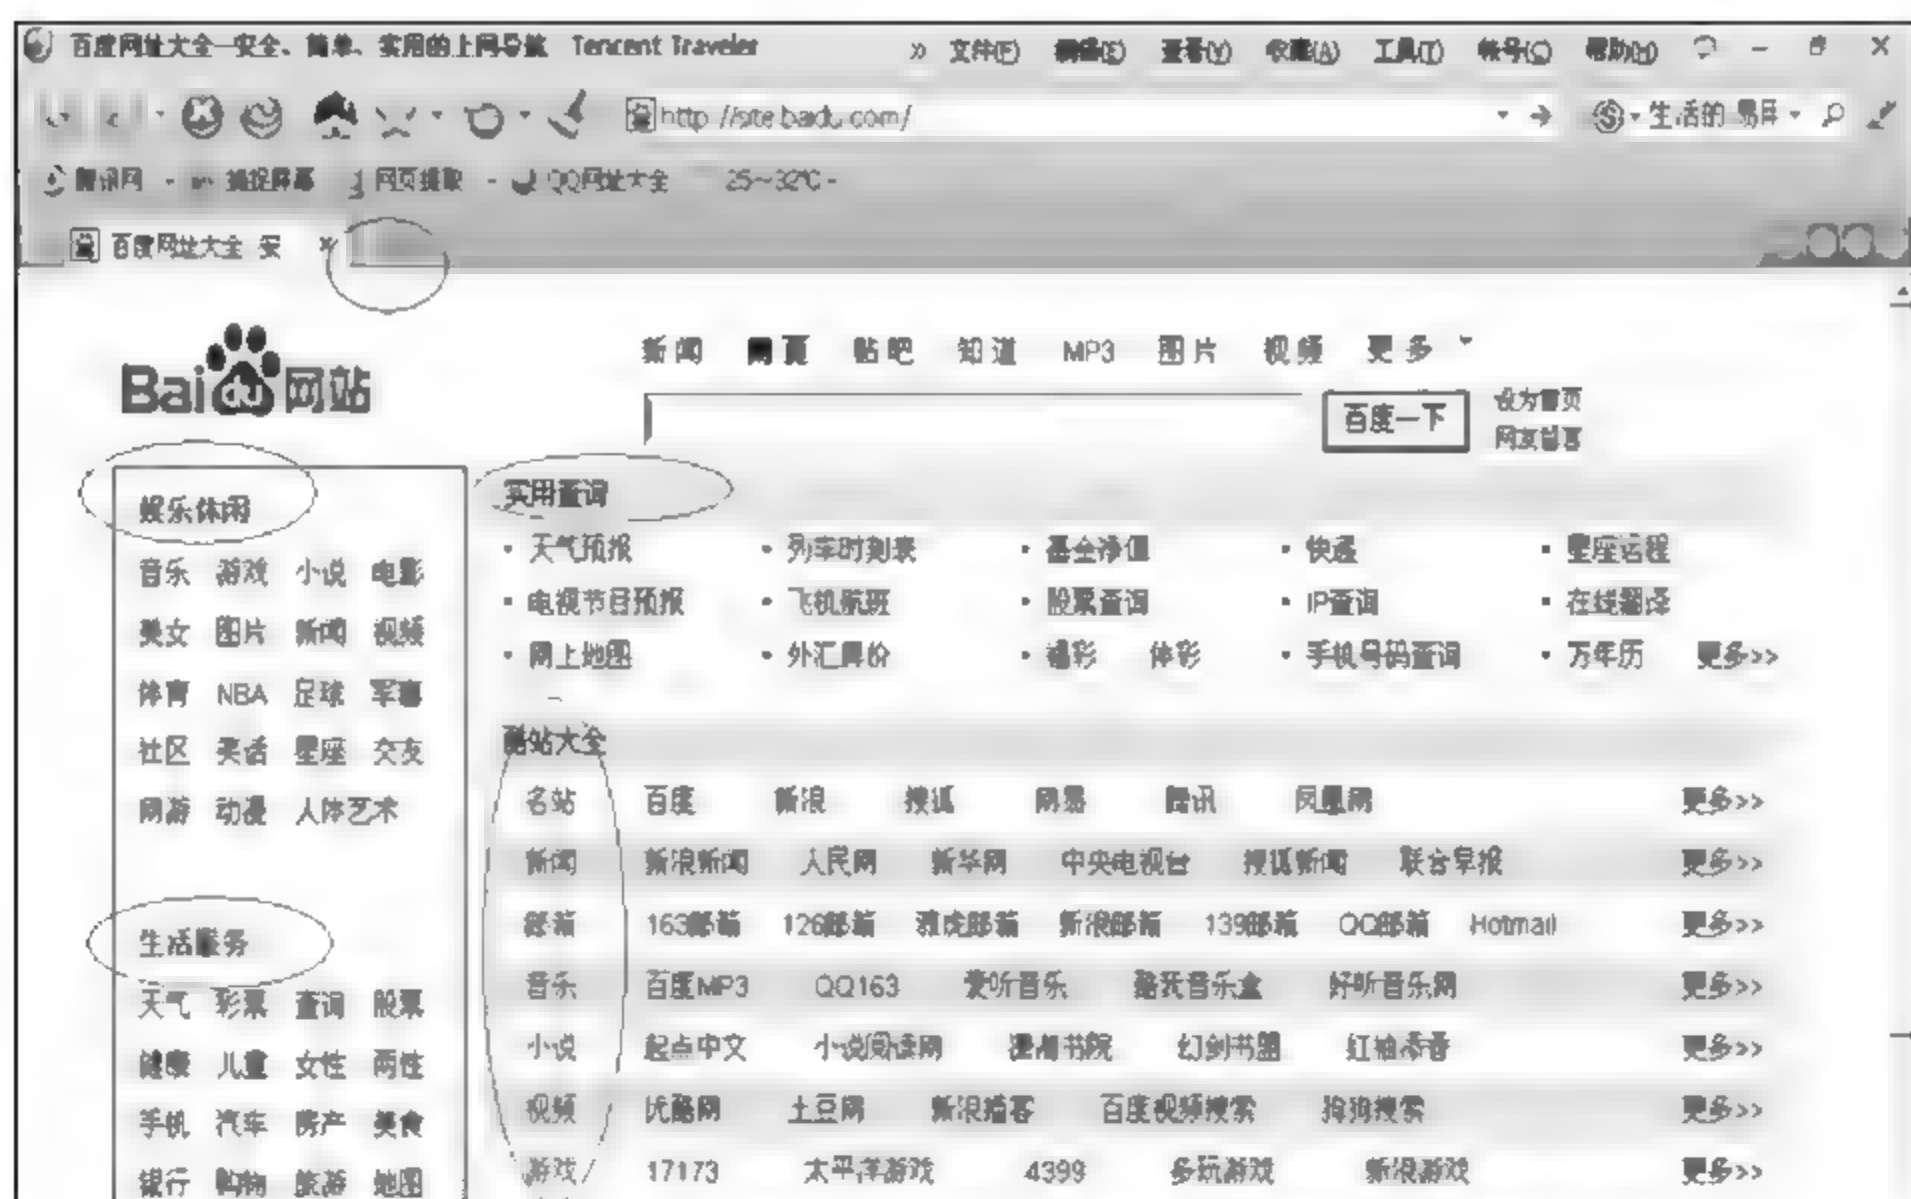 百度网址大全—安全、简单、实用的上网导航 Tencent Traveler » 文件(F) 编辑(E) 查看(V) 收藏(A) 工具(T) 帐号(Q) 帮助(H)
http://site.baidu.com/ 生活的
腾讯网 捕捉屏幕 网页提取 QQ网址大全 25~32℃
百度网址大全 安
Baidu网站
新闻 网页 贴吧 知道 MP3 图片 视频 更多
百度一下
设为首页
网友留言
娱乐休闲
音乐 游戏 小说 电影
美女 图片 新闻 视频
体育 NBA 足球 军事
社区 笑话 星座 交友
网游 动漫 人体艺术
生活服务
天气 彩票 查询 股票
健康 儿童 女性 两性
手机 汽车 房产 美食
银行 购物 旅游 地图
实用查询
· 天气预报 · 列车时刻表 · 基金净值 · 快递 · 星座运程
· 电视节目预报 · 飞机航班 · 股票查询 · IP查询 · 在线翻译
· 网上地图 · 外汇牌价 · 福彩 体彩 · 手机号码查询 · 万年历 更多>>
酷站大全
名站 百度 新浪 搜狐 网易 腾讯 凤凰网 更多>>
新闻 新浪新闻 人民网 新华网 中央电视台 搜狐新闻 联合早报 更多>>
邮箱 163邮箱 126邮箱 雅虎邮箱 新浪邮箱 139邮箱 QQ邮箱 Hotmail 更多>>
音乐 百度MP3 QQ163 爱听音乐 酷我音乐盒 好听音乐网 更多>>
小说 起点中文 小说阅读网 潇湘书院 幻剑书盟 红袖添香 更多>>
视频 优酷网 土豆网 新浪播客 百度视频搜索 狗狗搜索 更多>>
游戏 17173 太平洋游戏 4399 多玩游戏 新浪游戏 更多>>